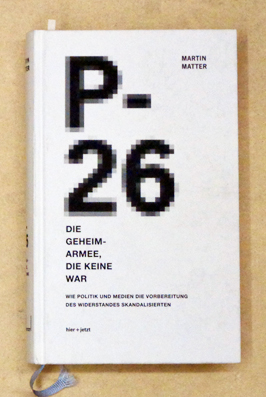 MARTIN
MATTER
P-
26
DIE
GEHEIM-
ARMEE,
DIE KEINE
WAR
WIE POLITIK UND MEDIEN DIE VORBEREITUNG
DES WIDERSTANDES SKANDALISIERTEN
hier + jetzt